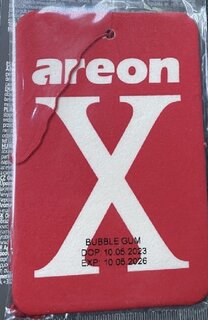 areon
X
BUBBLE GUM
DOP: 10.05.2023
EXP: 10.05.2026